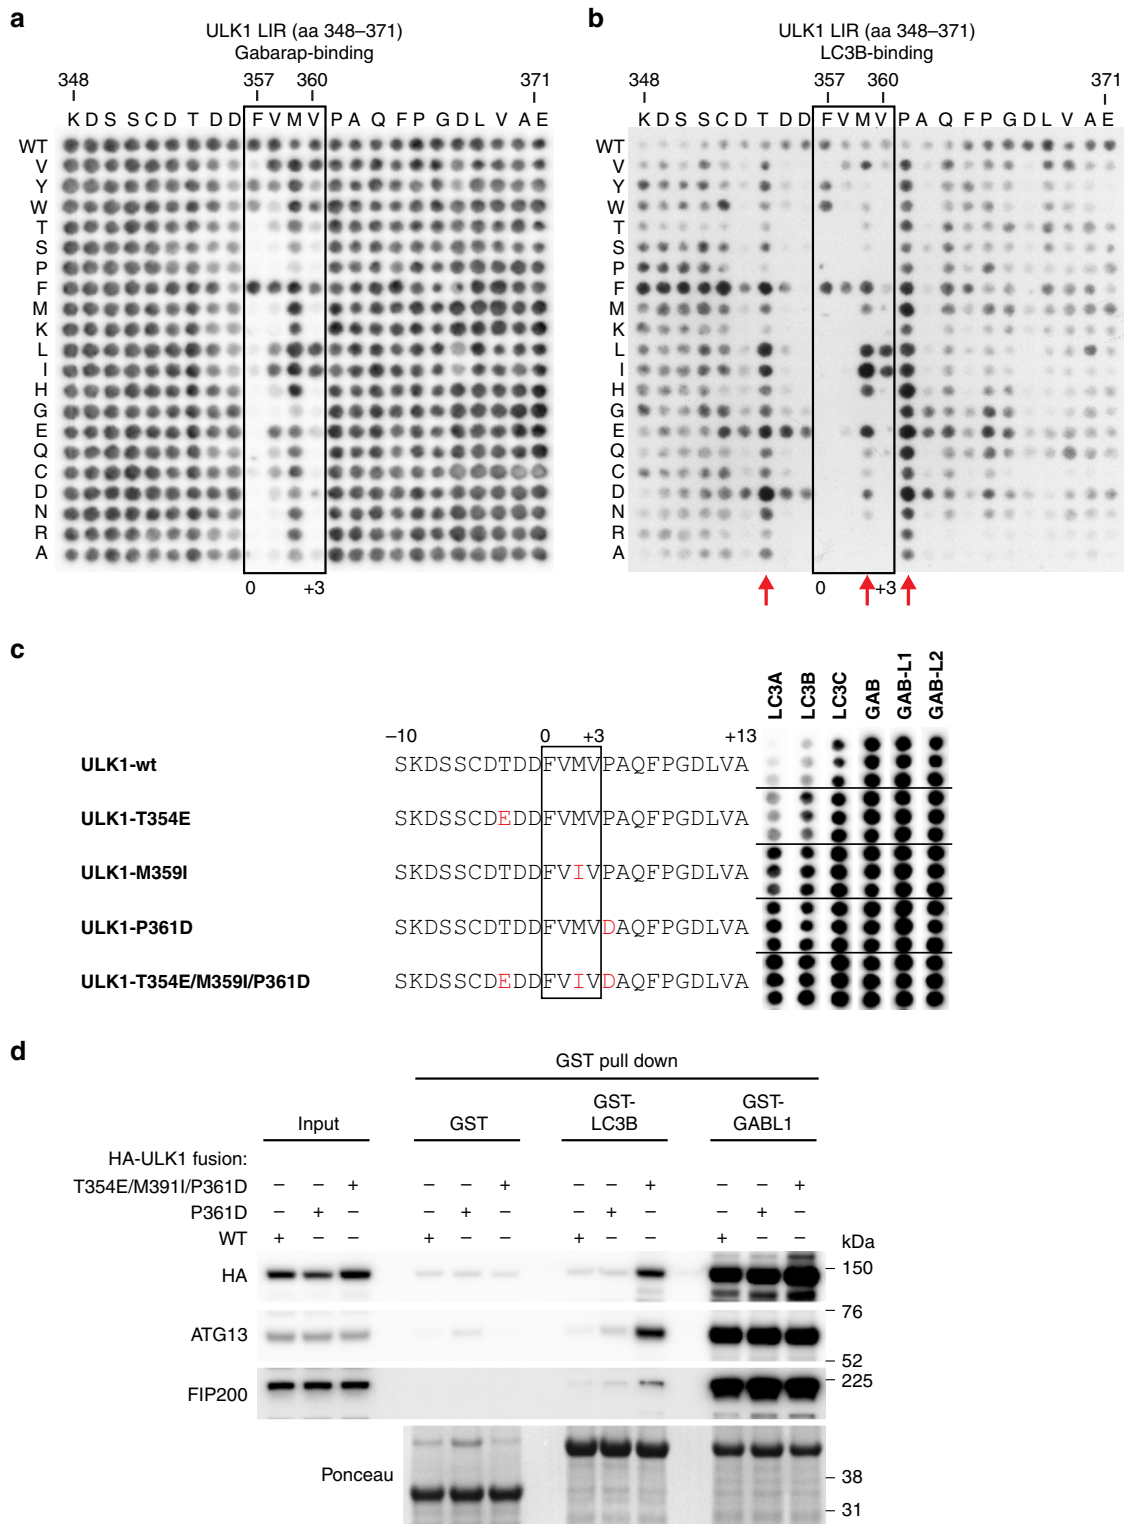 a
ULK1 LIR (aa 348–371)
Gabarap-binding
348 357 360 371
K D S S C D T D D F V M V P A Q F P G D L V A E
WT
V
Y
W
T
S
P
F
M
K
L
I
H
G
E
Q
C
D
N
R
A
0 +3
b
ULK1 LIR (aa 348–371)
LC3B-binding
348 357 360 371
K D S S C D T D D F V M V P A Q F P G D L V A E
WT
V
Y
W
T
S
P
F
M
K
L
I
H
G
E
Q
C
D
N
R
A
0 +3
c
LC3A LC3B LC3C GAB GAB-L1 GAB-L2
–10 0 +3 +13
ULK1-wt SKDSSCDTDDFVMVPAQFPGDLVA
ULK1-T354E SKDSSCDEDDFVMVPAQFPGDLVA
ULK1-M359I SKDSSCDTDDFVIVPAQFPGDLVA
ULK1-P361D SKDSSCDTDDFVMVDAQFPGDLVA
ULK1-T354E/M359I/P361D SKDSSCDEDDFVIVDAQFPGDLVA
d
GST pull down
Input GST GST-LC3B GST-GABL1
HA-ULK1 fusion:
T354E/M391I/P361D – – + – – + – – + – – +
P361D – + – – + – – + – – + –
WT + – – + – – + – – + – –
kDa
HA – 150
– 76
ATG13
– 52
FIP200 – 225
Ponceau – 38
– 31